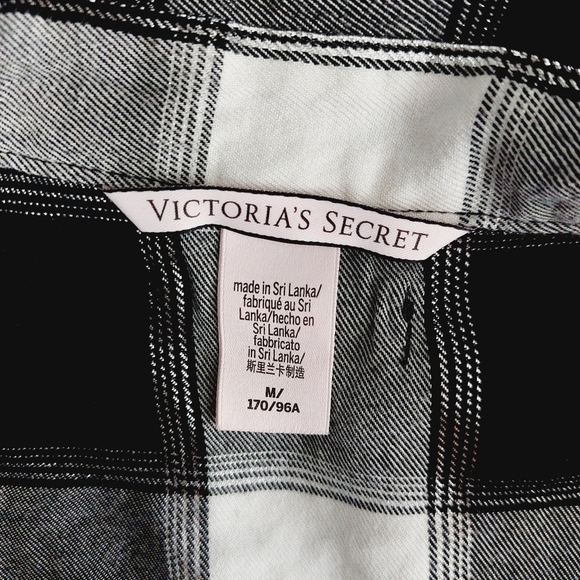 VICTORIA'S SECRET
made in Sri Lanka/
fabriqué au Sri
Lanka/hecho en
Sri Lanka/
fabbricato
in Sri Lanka/
斯里兰卡制造
M/
170/96A